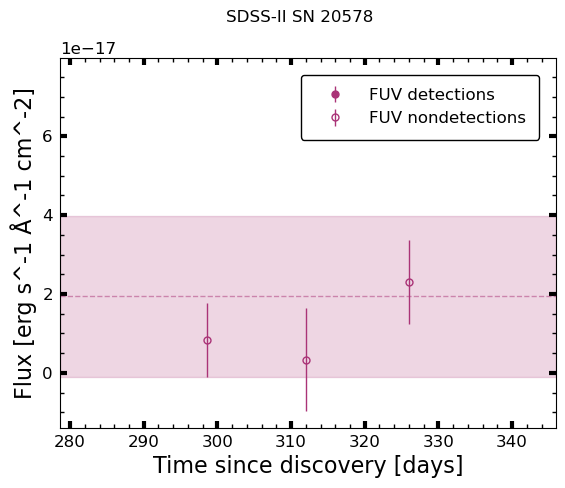 SDSS-II SN 20578
1e−17
FUV detections
FUV nondetections
6
4
2
0
Flux [erg s^-1 Å^-1 cm^-2]
280 290 300 310 320 330 340
Time since discovery [days]